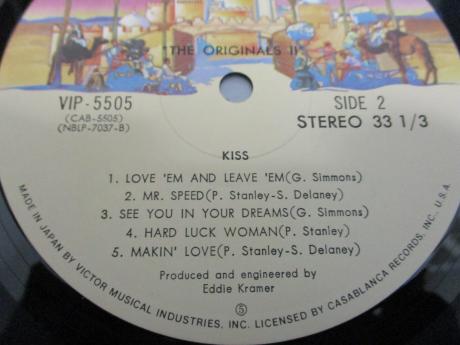 "THE ORIGINALS II"
VIP-5505
(CAB-5505)
(NBLP-7037-B)
SIDE 2
STEREO 33 1/3
KISS
1. LOVE 'EM AND LEAVE 'EM(G. Simmons)
2. MR. SPEED(P. Stanley-S. Delaney)
3. SEE YOU IN YOUR DREAMS(G. Simmons)
4. HARD LUCK WOMAN(P. Stanley)
5. MAKIN' LOVE(P. Stanley-S. Delaney)
Produced and engineered by
Eddie Kramer
⑤
MADE IN JAPAN BY VICTOR MUSICAL INDUSTRIES, INC. LICENSED BY CASABLANCA RECORDS, INC., U.S.A.